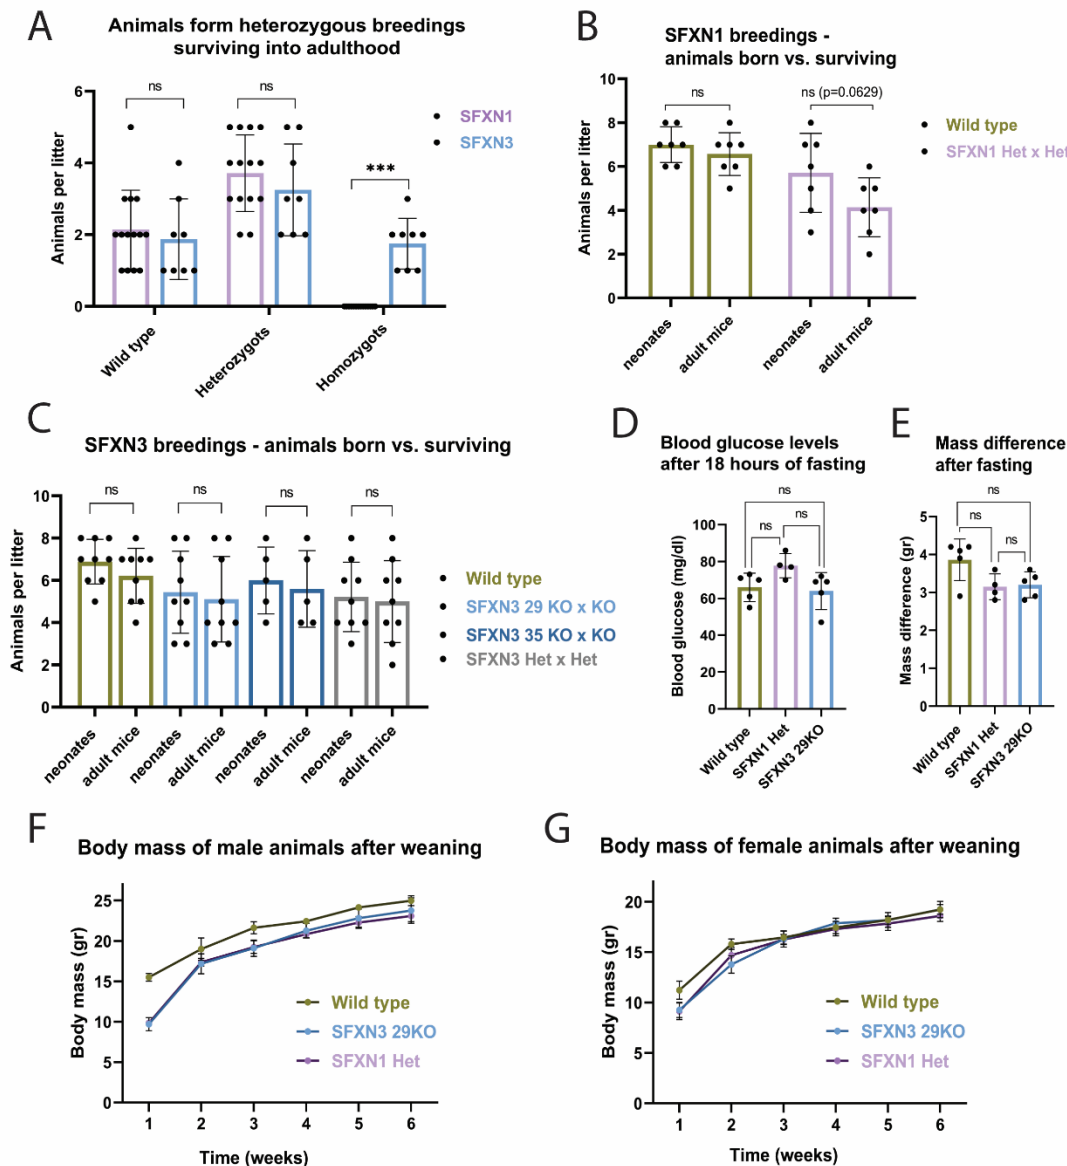 A
Animals form heterozygous breedings
surviving into adulthood
Animals per litter
6
4
2
0
ns
ns
***
SFXN1
SFXN3
Wild type
Heterozygots
Homozygots
B
SFXN1 breedings -
animals born vs. surviving
Animals per litter
10
8
6
4
2
0
ns
ns (p=0.0629)
Wild type
SFXN1 Het x Het
neonates
adult mice
neonates
adult mice
C
SFXN3 breedings - animals born vs. surviving
Animals per litter
10
8
6
4
2
0
ns
ns
ns
ns
Wild type
SFXN3 29 KO x KO
SFXN3 35 KO x KO
SFXN3 Het x Het
neonates
adult mice
neonates
adult mice
neonates
adult mice
neonates
adult mice
D
Blood glucose levels
after 18 hours of fasting
Blood glucose (mg/dl)
100
80
60
40
20
0
ns
ns
ns
Wild type
SFXN1 Het
SFXN3 29KO
E
Mass difference
after fasting
Mass difference (gr)
5
4
3
2
1
0
ns
ns
ns
Wild type
SFXN1 Het
SFXN3 29KO
F
Body mass of male animals after weaning
Body mass (gr)
25
20
15
10
5
0
Wild type
SFXN3 29KO
SFXN1 Het
1 2 3 4 5 6
Time (weeks)
G
Body mass of female animals after weaning
Body mass (gr)
20
15
10
5
0
Wild type
SFXN3 29KO
SFXN1 Het
1 2 3 4 5 6
Time (weeks)